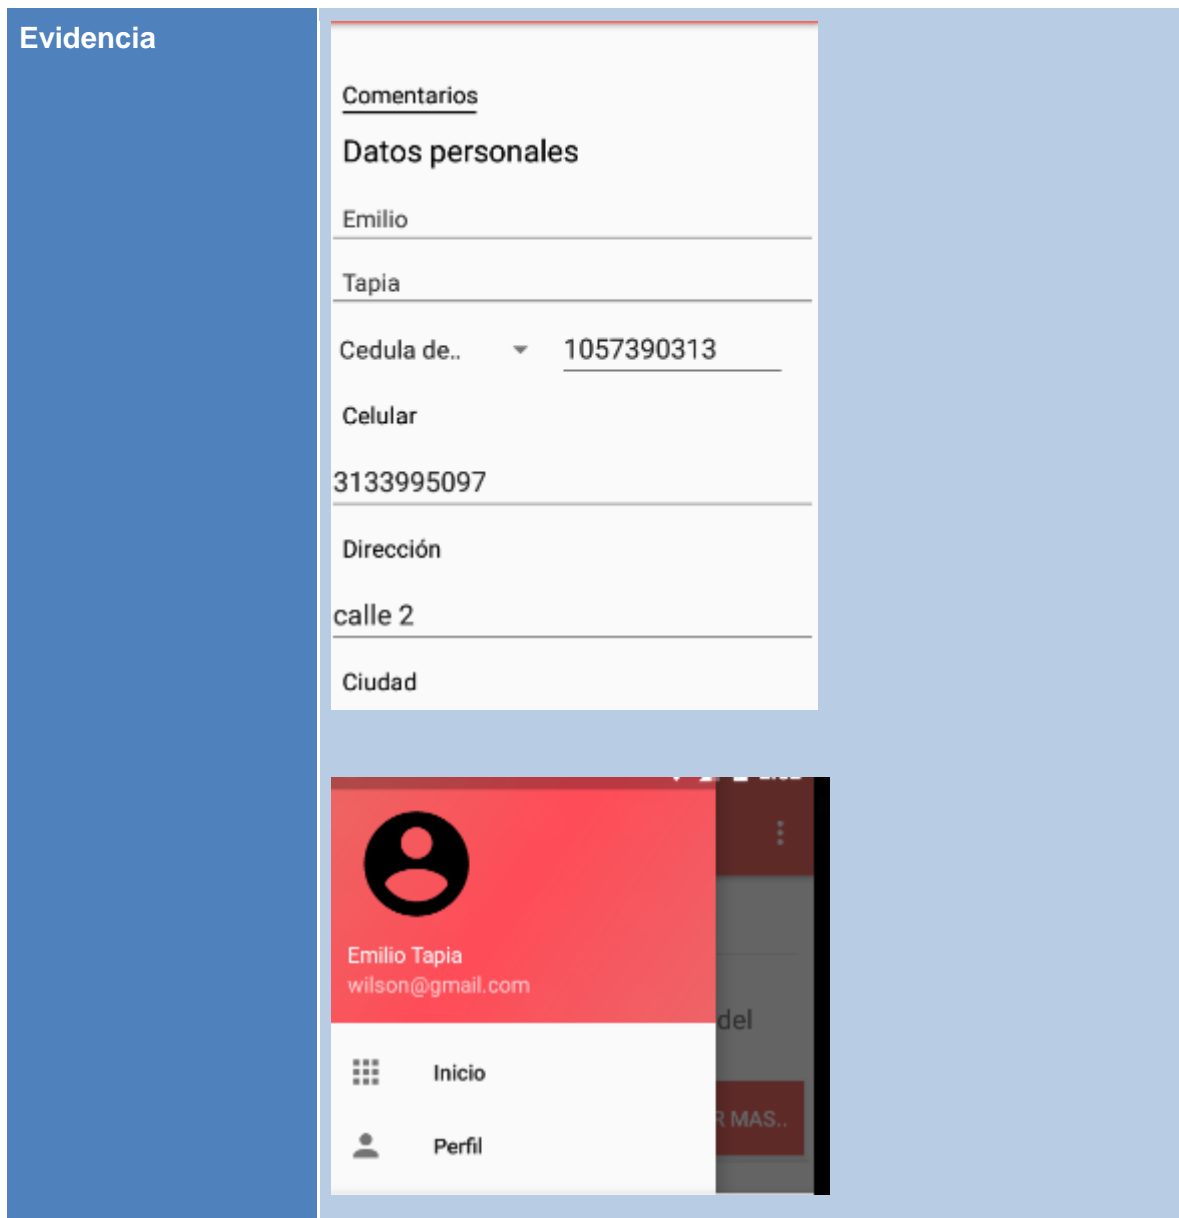 Evidencia
Comentarios
Datos personales
Emilio
Tapia
Cedula de.. 1057390313
Celular
3133995097
Dirección
calle 2
Ciudad
Emilio Tapia
wilson@gmail.com
del
Inicio
R MAS..
Perfil